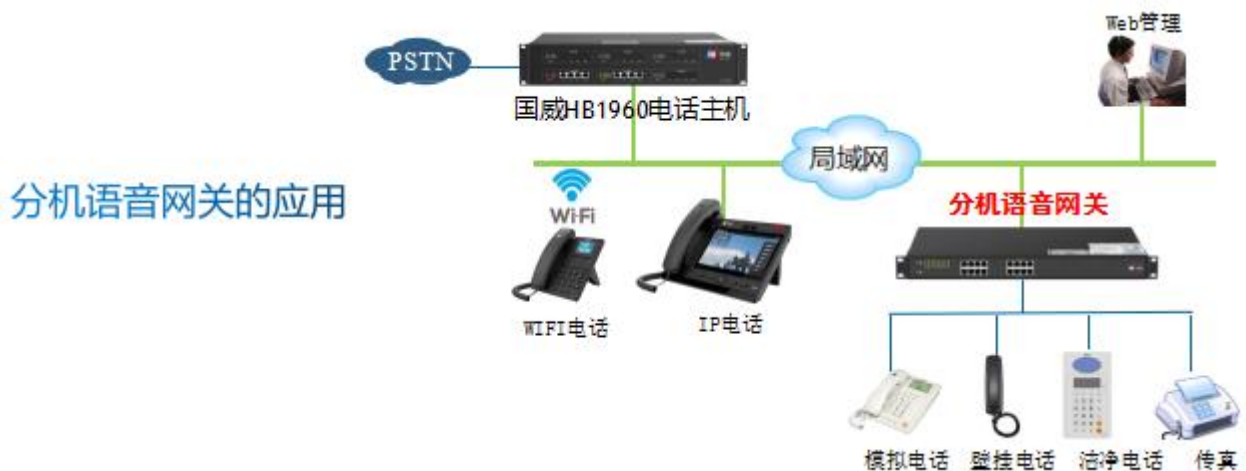 Web管理
PSTN
国威HB1960电话主机
局域网
分机语音网关的应用
WiFi
分机语音网关
WIFI电话
IP电话
模拟电话
壁挂电话
洁净电话
传真